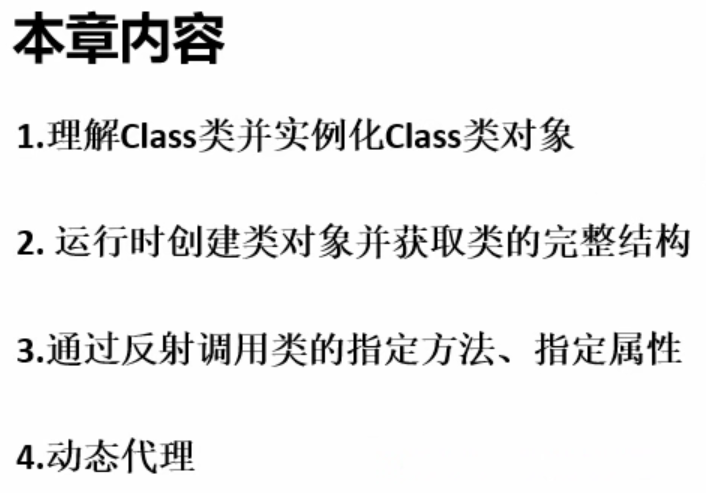 本章内容
1.理解Class类并实例化Class类对象
2. 运行时创建类对象并获取类的完整结构
3.通过反射调用类的指定方法、指定属性
4.动态代理